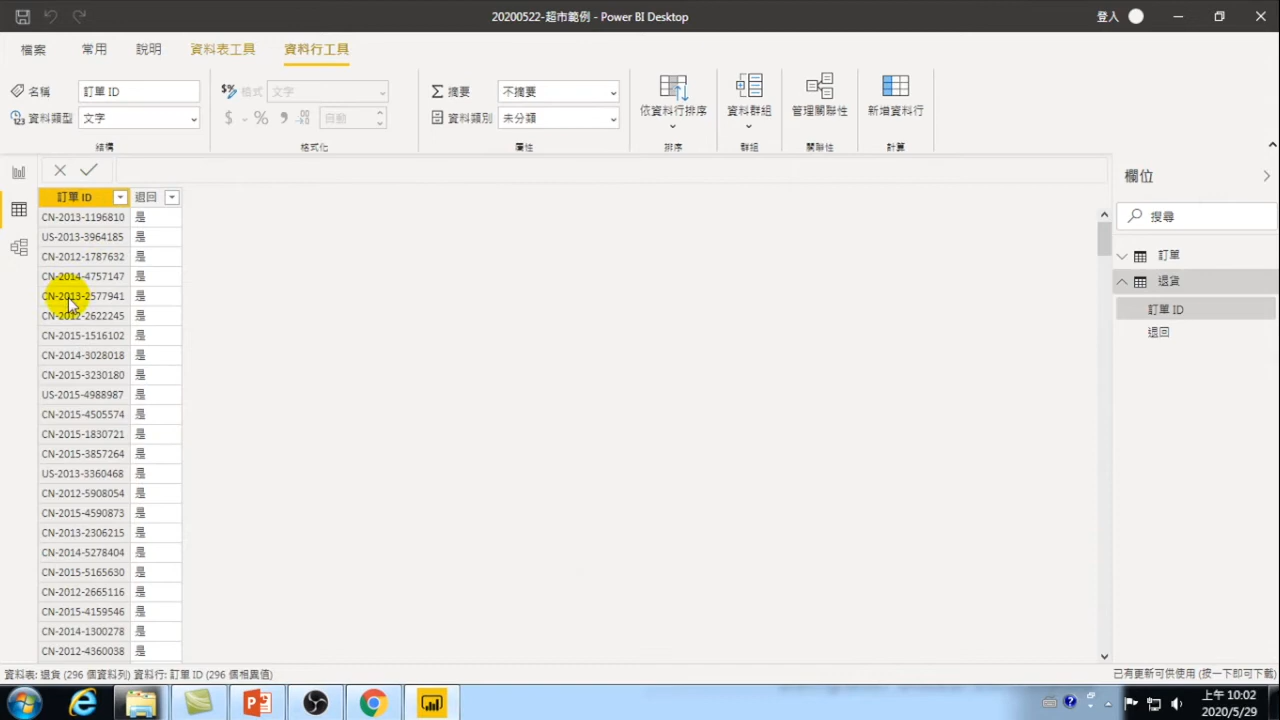 20200522-超市範例 - Power BI Desktop
登入
檔案 常用 說明 資料表工具 資料行工具
名稱 訂單 ID
資料類型 文字
結構
格式 文字
$ % 自動
格式化
摘要 不摘要
資料類別 未分類
屬性
依資料行排序
排序
資料群組
群組
管理關聯性
關聯性
新增資料行
計算
訂單 ID 退回
CN-2013-1196810 是
US-2013-3964185 是
CN-2012-1787632 是
CN-2014-4757147 是
CN-2013-2577941 是
CN-2012-2622245 是
CN-2015-1516102 是
CN-2014-3028018 是
CN-2015-3230180 是
US-2015-4988987 是
CN-2015-4505574 是
CN-2015-1830721 是
CN-2015-3857264 是
US-2013-3360468 是
CN-2012-5908054 是
CN-2015-4590873 是
CN-2013-2306215 是
CN-2014-5278404 是
CN-2015-5165630 是
CN-2012-2665116 是
CN-2015-4159546 是
CN-2014-1300278 是
CN-2012-4360038 是
欄位
搜尋
訂單
退貨
訂單 ID
退回
資料表: 退貨 (296 個資料列) 資料行: 訂單 ID (296 個相異值)
已有更新可供使用 (按一下即可下載)
上午 10:02
2020/5/29